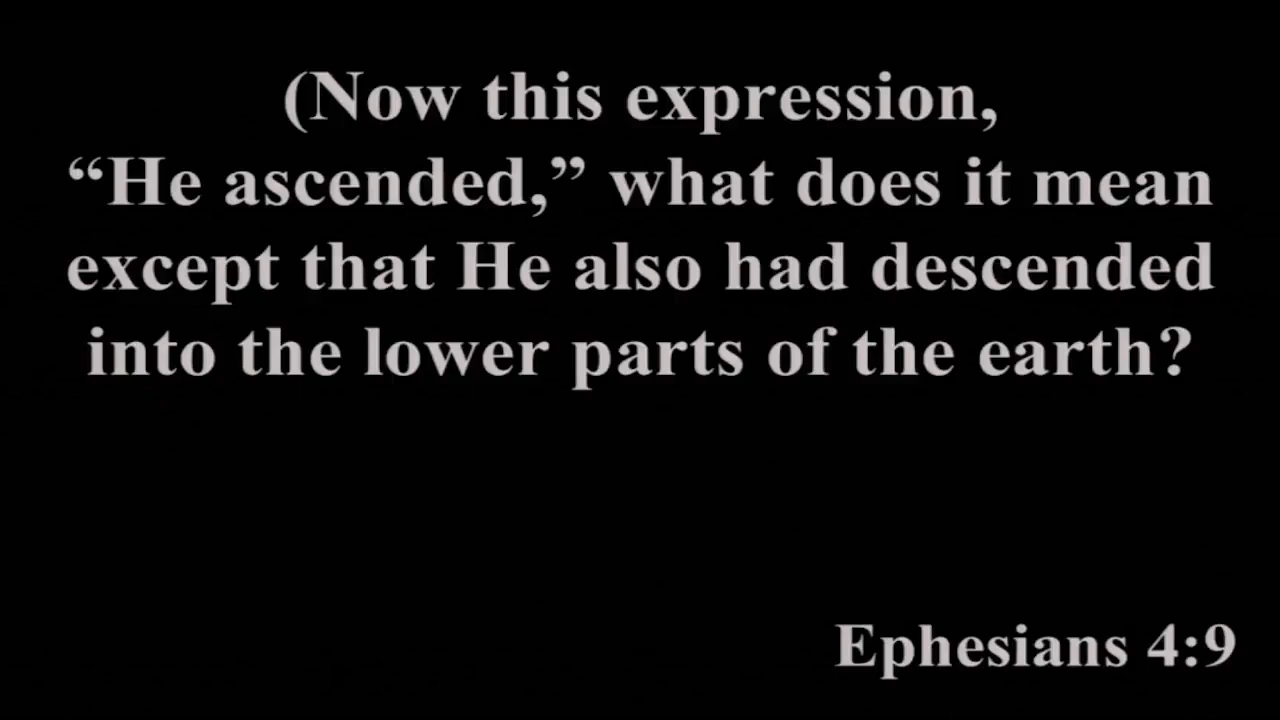 (Now this expression,
“He ascended,” what does it mean
except that He also had descended
into the lower parts of the earth?
Ephesians 4:9